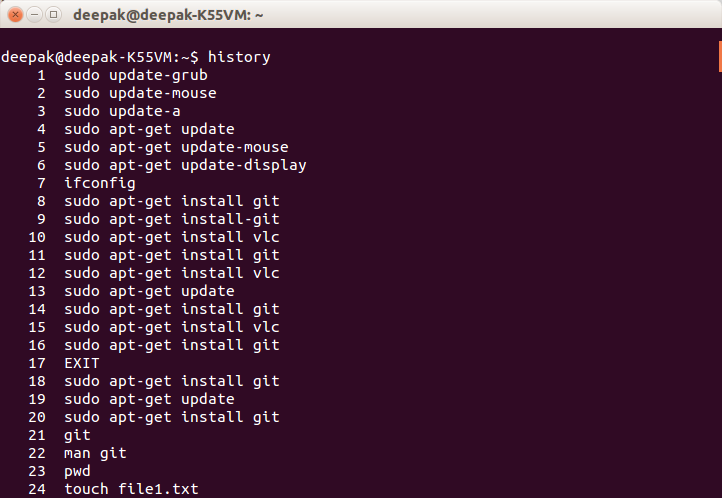 deepak@deepak-K55VM: ~
deepak@deepak-K55VM:~$ history
1 sudo update-grub
2 sudo update-mouse
3 sudo update-a
4 sudo apt-get update
5 sudo apt-get update-mouse
6 sudo apt-get update-display
7 ifconfig
8 sudo apt-get install git
9 sudo apt-get install-git
10 sudo apt-get install vlc
11 sudo apt-get install git
12 sudo apt-get install vlc
13 sudo apt-get update
14 sudo apt-get install git
15 sudo apt-get install vlc
16 sudo apt-get install git
17 EXIT
18 sudo apt-get install git
19 sudo apt-get update
20 sudo apt-get install git
21 git
22 man git
23 pwd
24 touch file1.txt